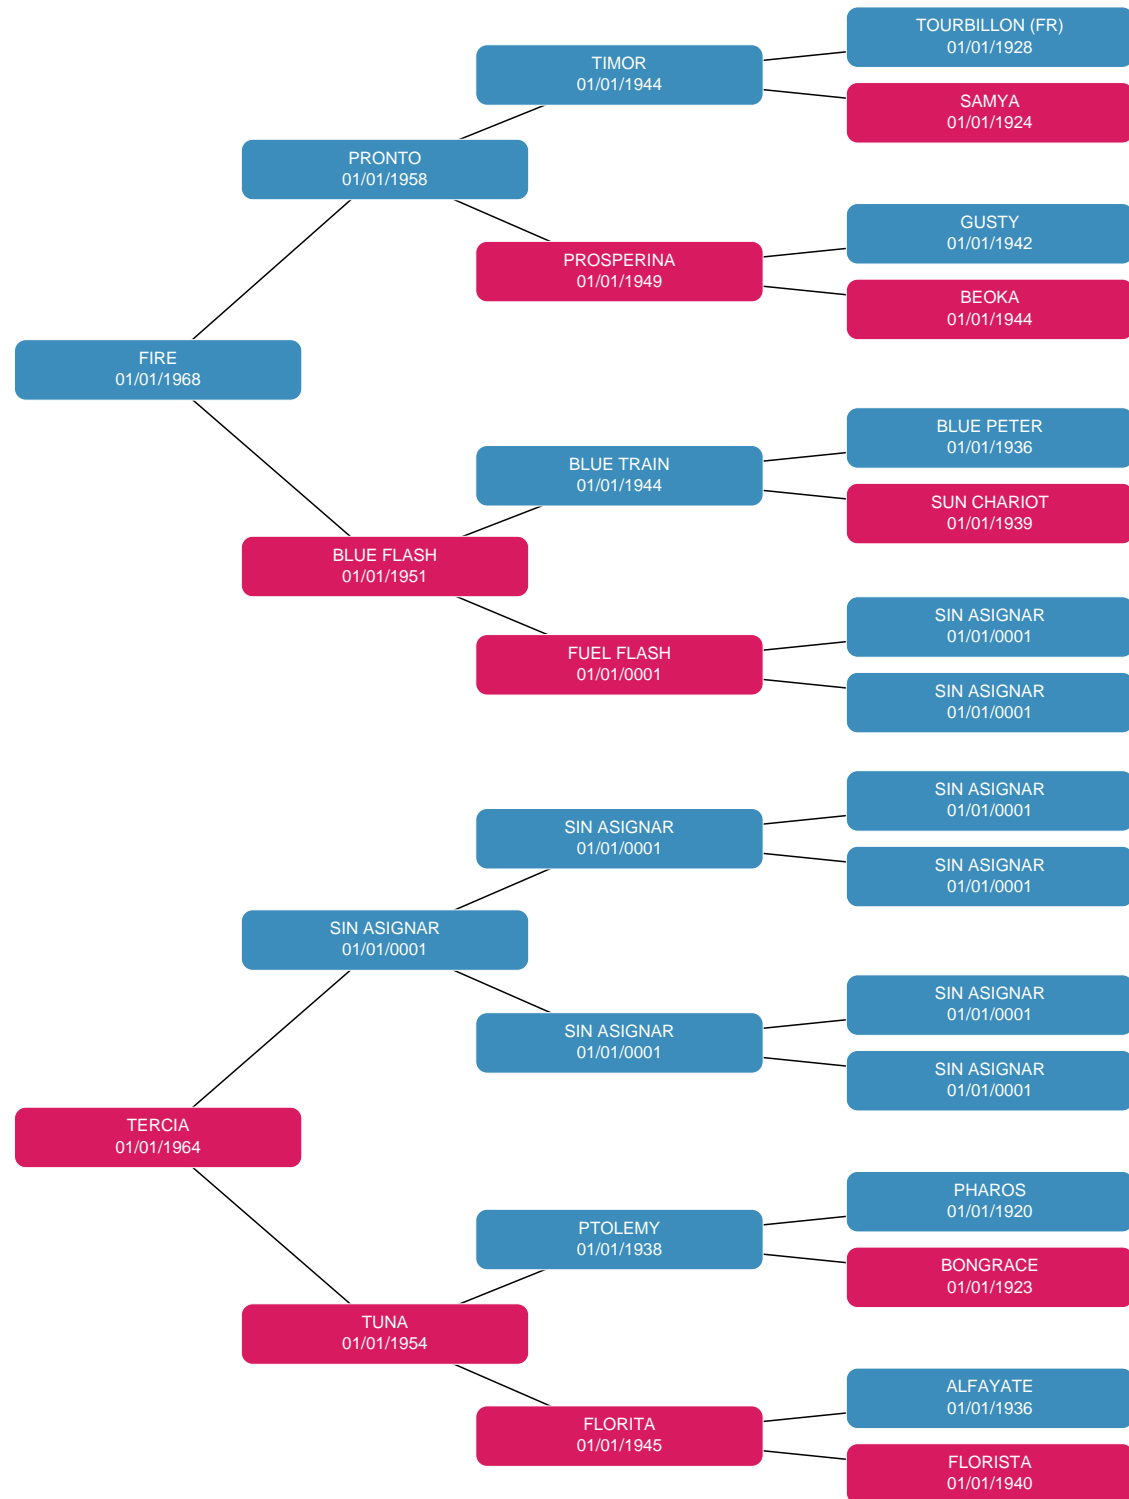 TOURBILLON (FR)
01/01/1928
TIMOR
01/01/1944
SAMYA
01/01/1924
PRONTO
01/01/1958
GUSTY
01/01/1942
PROSPERINA
01/01/1949
BEOKA
01/01/1944
FIRE
01/01/1968
BLUE PETER
01/01/1936
BLUE TRAIN
01/01/1944
SUN CHARIOT
01/01/1939
BLUE FLASH
01/01/1951
SIN ASIGNAR
01/01/0001
FUEL FLASH
01/01/0001
SIN ASIGNAR
01/01/0001
SIN ASIGNAR
01/01/0001
SIN ASIGNAR
01/01/0001
SIN ASIGNAR
01/01/0001
SIN ASIGNAR
01/01/0001
SIN ASIGNAR
01/01/0001
SIN ASIGNAR
01/01/0001
SIN ASIGNAR
01/01/0001
TERCIA
01/01/1964
PHAROS
01/01/1920
PTOLEMY
01/01/1938
BONGRACE
01/01/1923
TUNA
01/01/1954
ALFAYATE
01/01/1936
FLORITA
01/01/1945
FLORISTA
01/01/1940